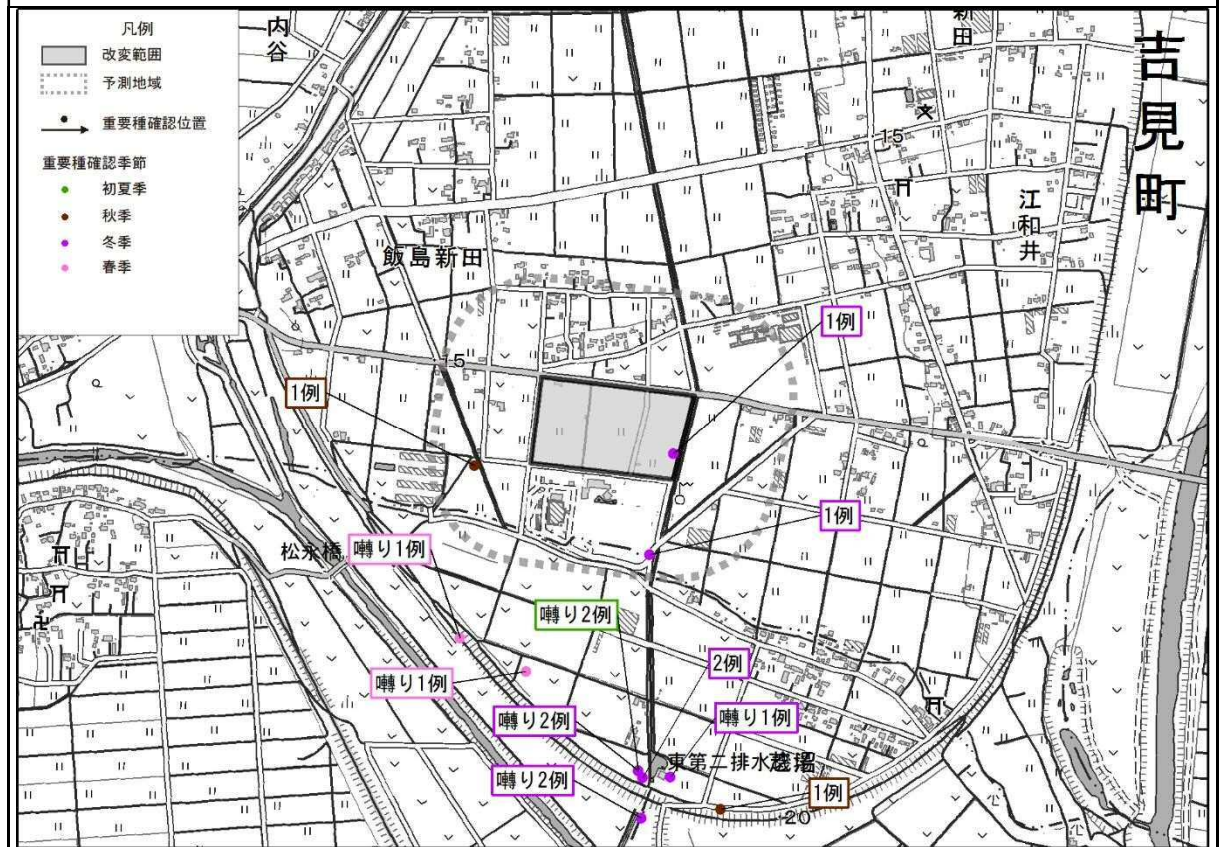 凡例
改変範囲
予測地域
重要種確認位置
重要種確認季節
初夏季
秋季
冬季
春季
内谷
新田
吉見町
15
江和井
飯島新田
15
1例
1例
1例
松永橋
囀り1例
囀り2例
囀り1例
2例
囀り2例
囀り1例
東第二排水
囀り2例
1例
20